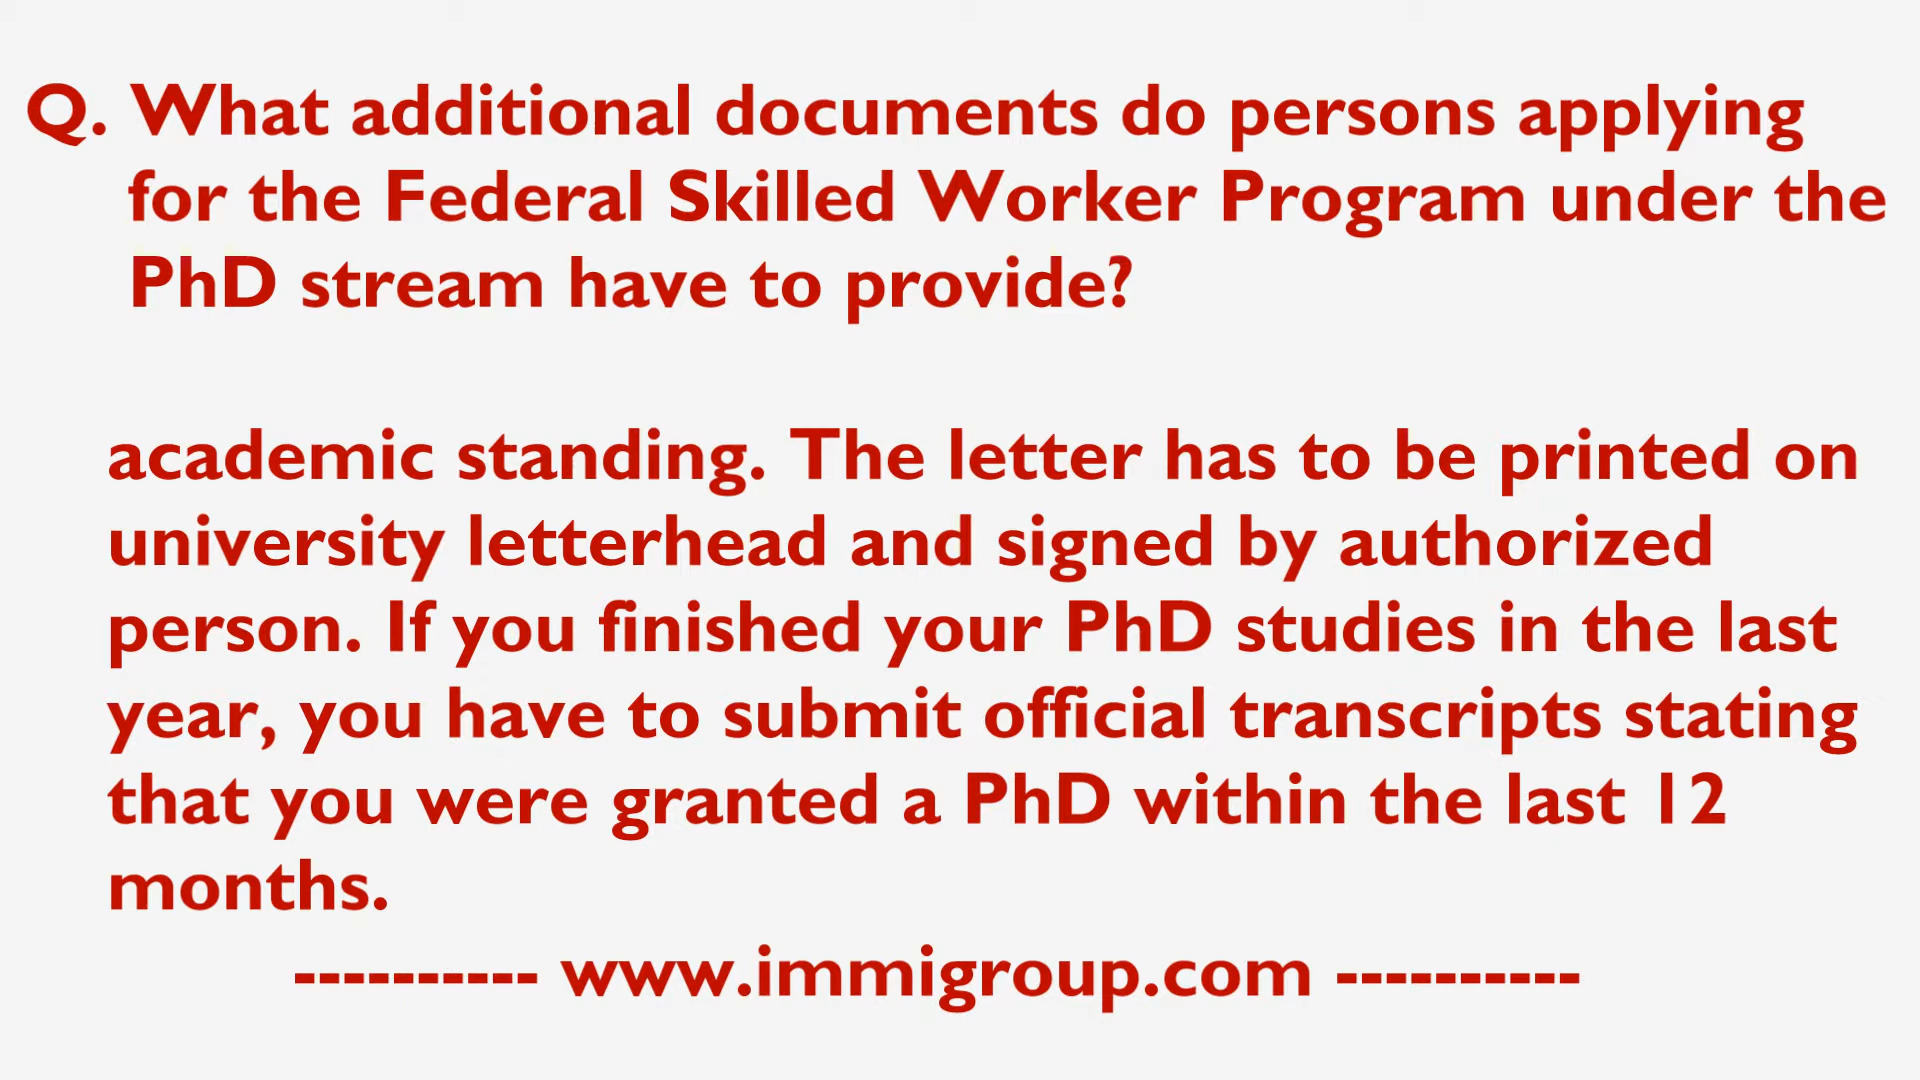 Q. What additional documents do persons applying
for the Federal Skilled Worker Program under the
PhD stream have to provide?
academic standing. The letter has to be printed on
university letterhead and signed by authorized
person. If you finished your PhD studies in the last
year, you have to submit official transcripts stating
that you were granted a PhD within the last 12
months.
---------- www.immigroup.com ----------